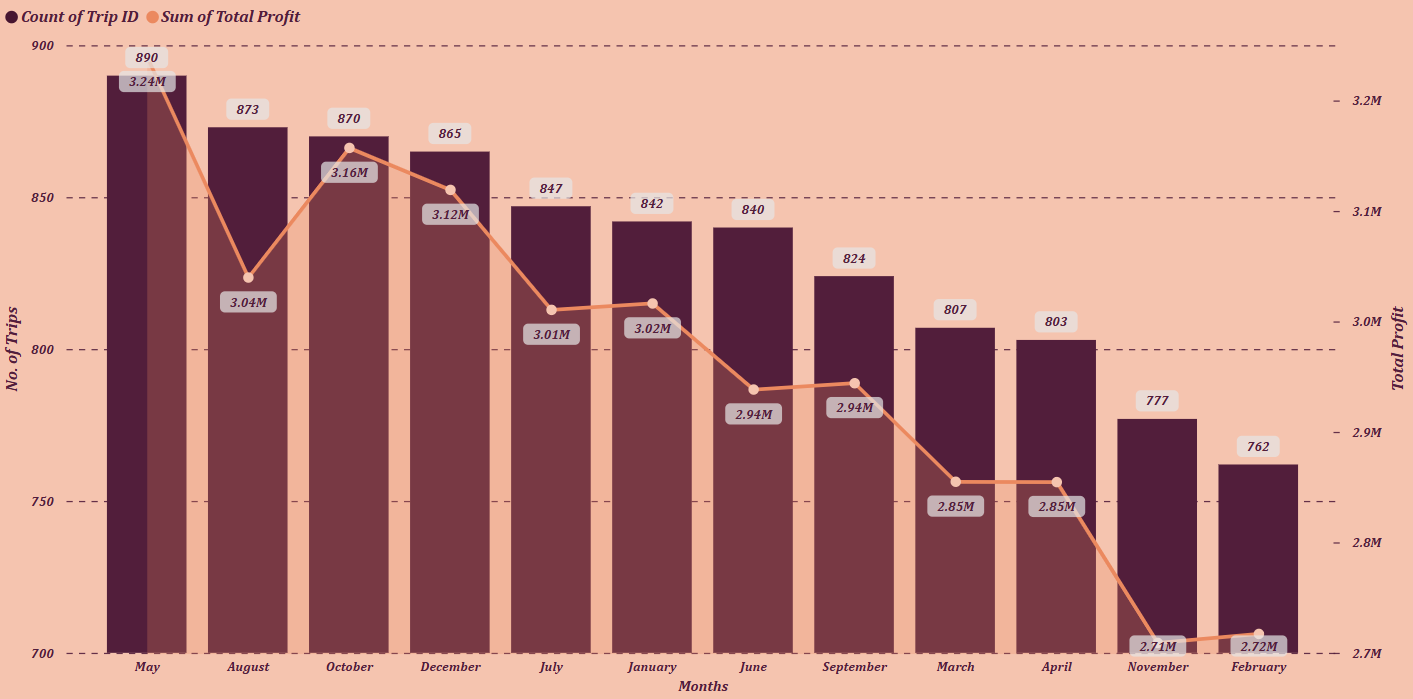 Count of Trip ID Sum of Total Profit
900
890
3.24M
3.2M
873
870
865
3.16M
850
847
842
840
3.12M
3.1M
824
3.04M
807
803
3.01M
3.02M
3.0M
No. of Trips
Total Profit
800
777
2.94M
2.94M
2.9M
762
750
2.85M
2.85M
2.8M
2.71M
2.72M
700
2.7M
May August October December July January June September March April November February
Months